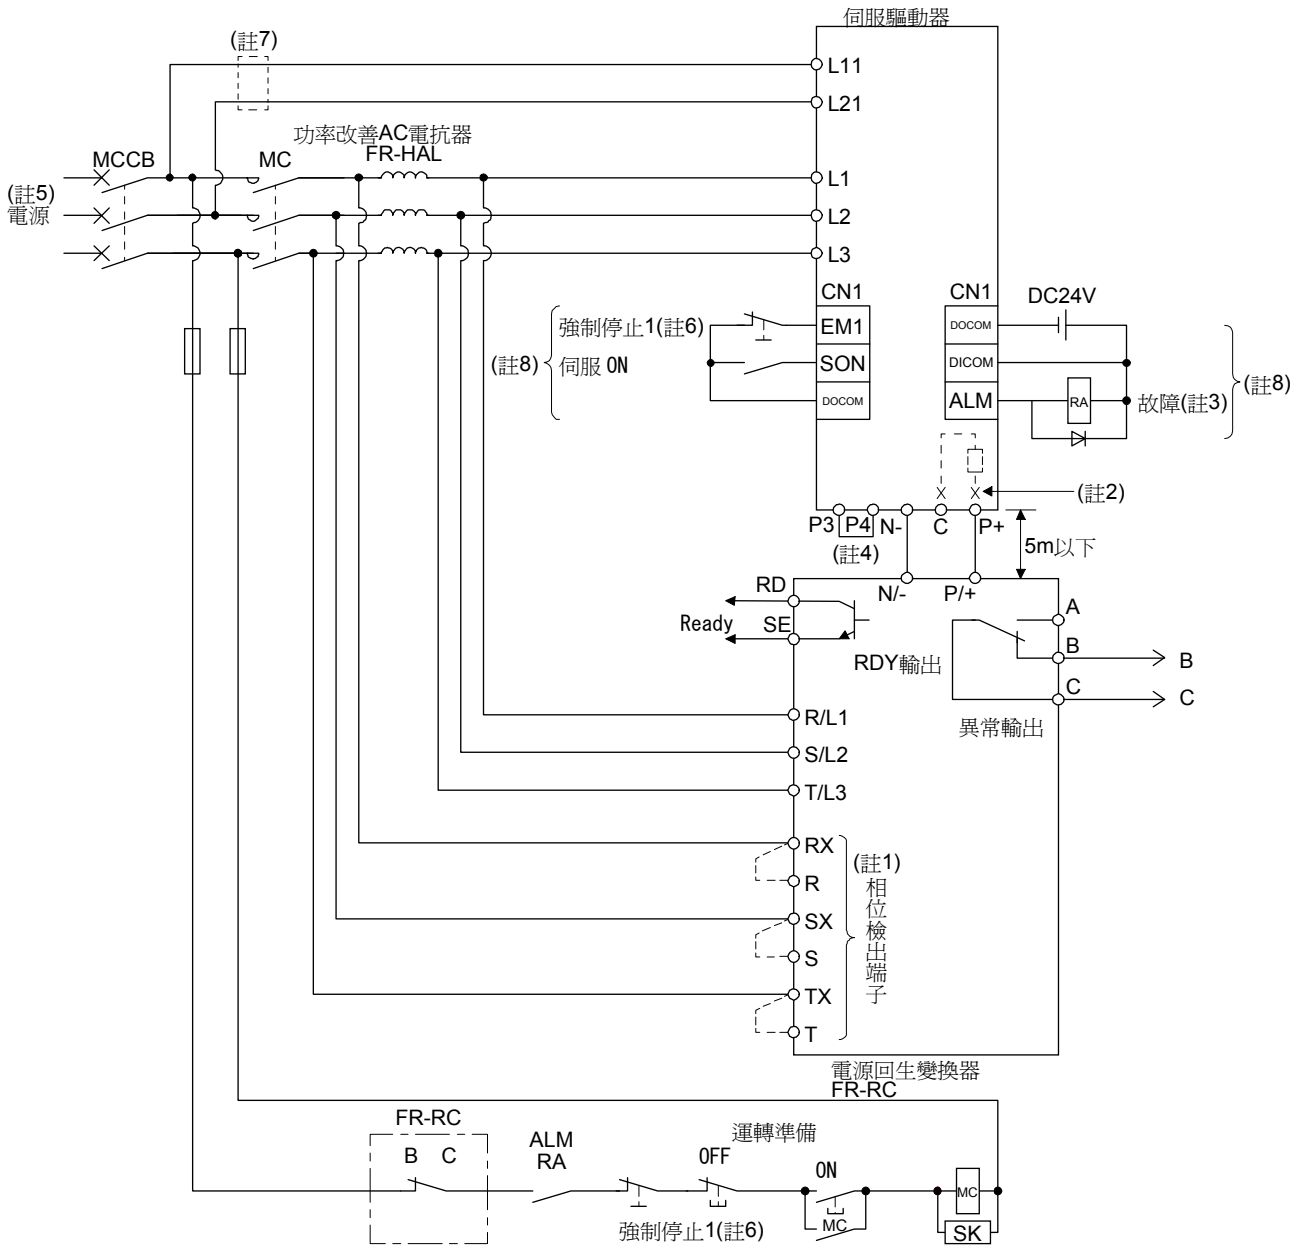 伺服驅動器
(註7)
L11
L21
功率改善AC電抗器
FR-HAL
MCCB
MC
(註5)
電源
L1
L2
L3
CN1
CN1
DC24V
強制停止1(註6)
EM1
DOCOM
(註8)
伺服 ON
SON
DICOM
(註8)
DOCOM
ALM
RA
故障(註3)
X
X
(註2)
P3
P4
N-
C
P+
(註4)
5m以下
RD
N/-
P/+
A
Ready
SE
B
B
RDY輸出
C
C
異常輸出
R/L1
S/L2
T/L3
RX
(註1)
R
相位檢出端子
SX
S
TX
T
電源回生變換器
FR-RC
FR-RC
B
C
ALM
RA
運轉準備
OFF
ON
MC
MC
SK
強制停止1(註6)